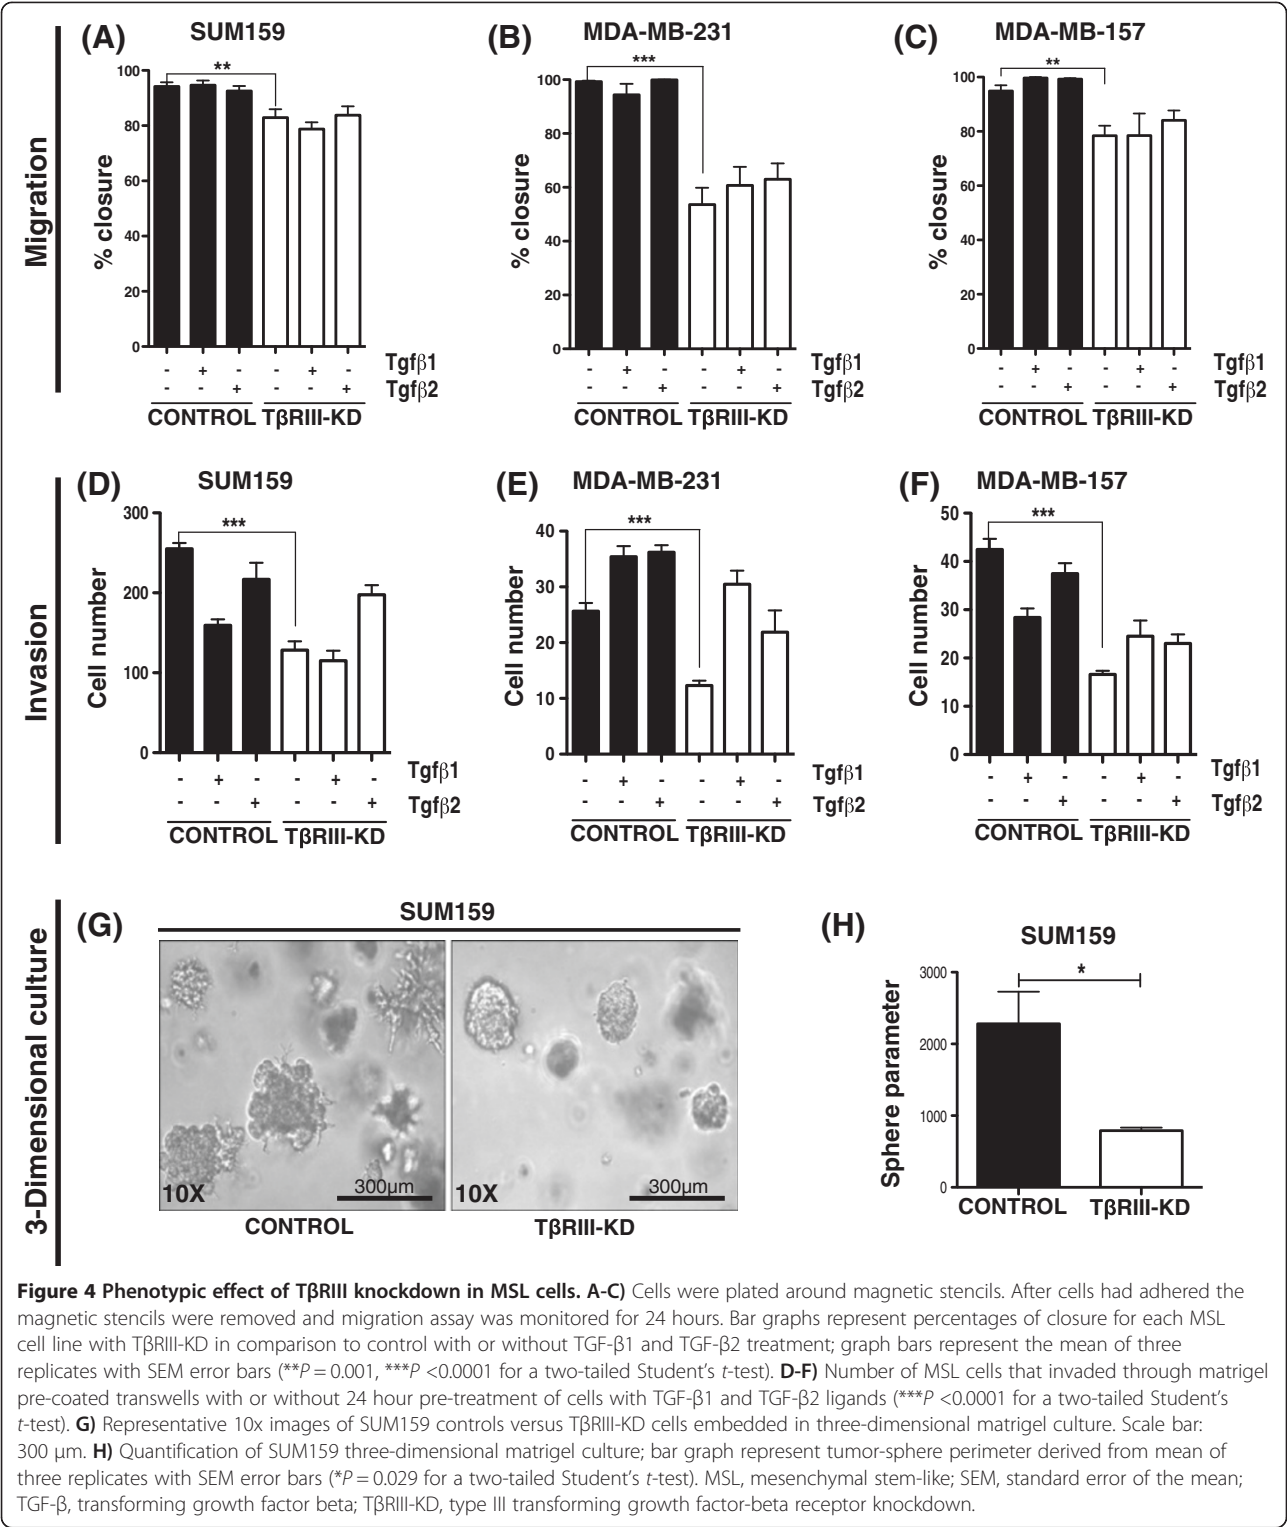 (A) SUM159
(B) MDA-MB-231
(C) MDA-MB-157
Migration
% closure
100
80
60
40
20
0
**
- + - - + - Tgfβ1
- - + - - + Tgfβ2
CONTROL TβRIII-KD
% closure
100
80
60
40
20
0
***
- + - - + - Tgfβ1
- - + - - + Tgfβ2
CONTROL TβRIII-KD
% closure
100
80
60
40
20
0
**
- + - - + - Tgfβ1
- - + - - + Tgfβ2
CONTROL TβRIII-KD
(D) SUM159
(E) MDA-MB-231
(F) MDA-MB-157
Invasion
Cell number
300
200
100
0
***
- + - - + - Tgfβ1
- - + - - + Tgfβ2
CONTROL TβRIII-KD
Cell number
40
30
20
10
0
***
- + - - + - Tgfβ1
- - + - - + Tgfβ2
CONTROL TβRIII-KD
Cell number
50
40
30
20
10
0
***
- + - - + - Tgfβ1
- - + - - + Tgfβ2
CONTROL TβRIII-KD
3-Dimensional culture
(G) SUM159
10X 300µm
10X 300µm
CONTROL TβRIII-KD
(H) SUM159
Sphere parameter
3000
2000
1000
0
*
CONTROL TβRIII-KD
Figure 4 Phenotypic effect of TβRIII knockdown in MSL cells. A-C) Cells were plated around magnetic stencils. After cells had adhered the
magnetic stencils were removed and migration assay was monitored for 24 hours. Bar graphs represent percentages of closure for each MSL
cell line with TβRIII-KD in comparison to control with or without TGF-β1 and TGF-β2 treatment; graph bars represent the mean of three
replicates with SEM error bars (**P = 0.001, ***P <0.0001 for a two-tailed Student's t-test). D-F) Number of MSL cells that invaded through matrigel
pre-coated transwells with or without 24 hour pre-treatment of cells with TGF-β1 and TGF-β2 ligands (***P <0.0001 for a two-tailed Student's
t-test). G) Representative 10x images of SUM159 controls versus TβRIII-KD cells embedded in three-dimensional matrigel culture. Scale bar:
300 µm. H) Quantification of SUM159 three-dimensional matrigel culture; bar graph represent tumor-sphere perimeter derived from mean of
three replicates with SEM error bars (*P = 0.029 for a two-tailed Student's t-test). MSL, mesenchymal stem-like; SEM, standard error of the mean;
TGF-β, transforming growth factor beta; TβRIII-KD, type III transforming growth factor-beta receptor knockdown.